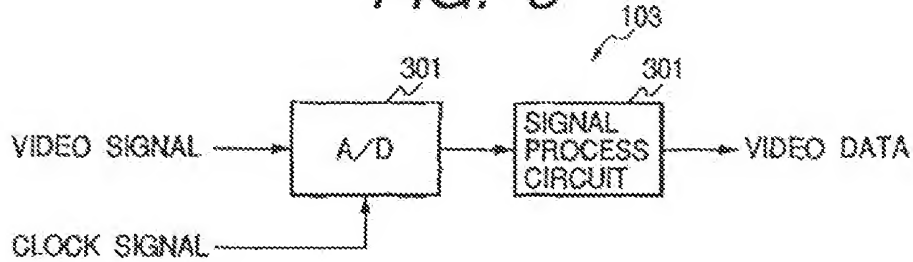 103
301
301
VIDEO SIGNAL
A/D
SIGNAL
PROCESS
CIRCUIT
VIDEO DATA
CLOCK SIGNAL